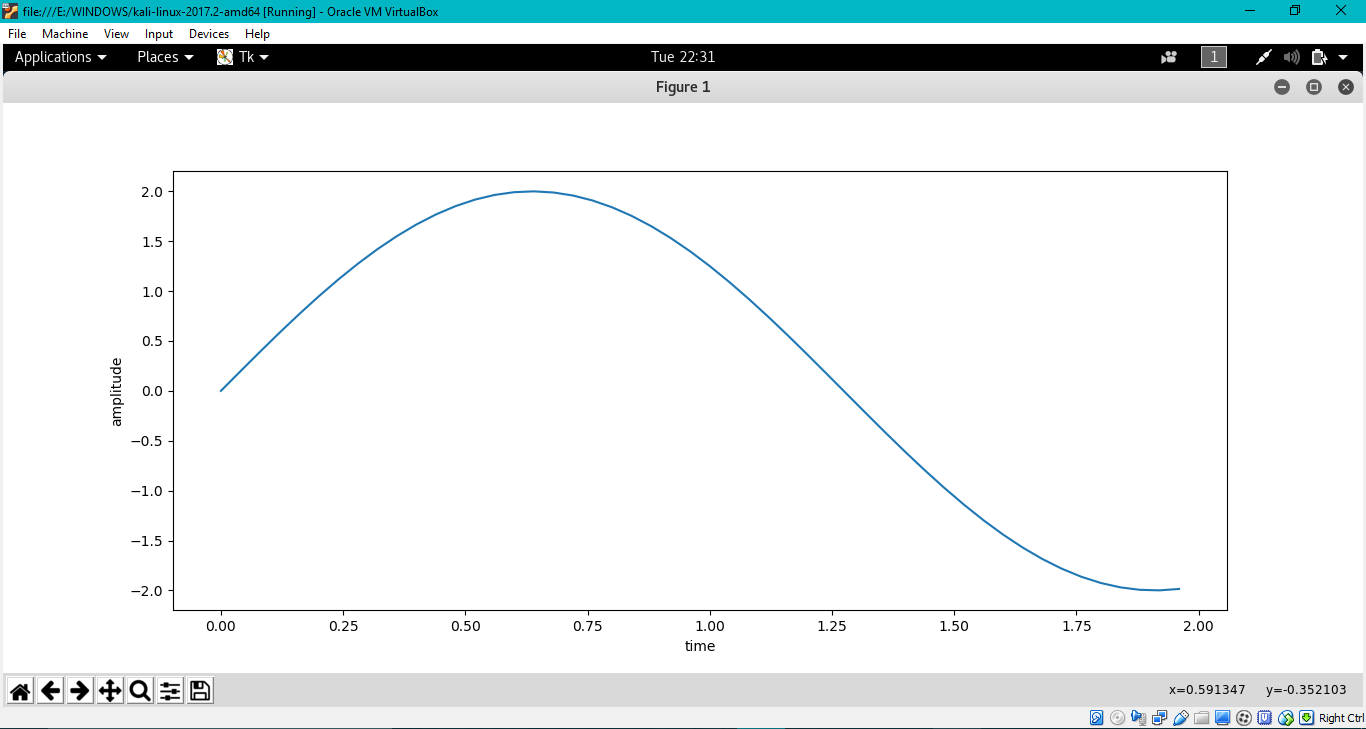 file:///E:/WINDOWS/kali-linux-2017.2-amd64 [Running] - Oracle VM VirtualBox
File Machine View Input Devices Help
Applications Places Tk Tue 22:31 1
Figure 1
2.0
1.5
1.0
0.5
0.0
−0.5
−1.0
−1.5
−2.0
amplitude
0.00 0.25 0.50 0.75 1.00 1.25 1.50 1.75 2.00
time
x=0.591347 y=-0.352103
Right Ctrl